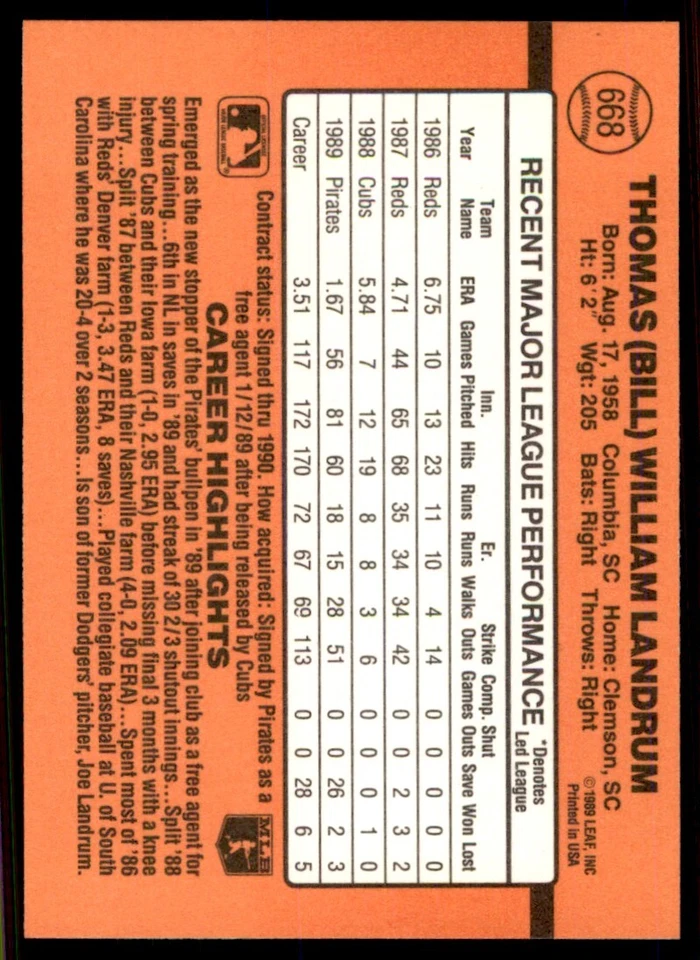 668
THOMAS (BILL) WILLIAM LANDRUM
Born: Aug. 17, 1958 Columbia, SC Home: Clemson, SC
Ht: 6'2" Wgt: 205 Bats: Right Throws: Right
© 1989 LEAF, INC
Printed in USA
RECENT MAJOR LEAGUE PERFORMANCE
*Denotes
Led League
Team Inn. Er. Strike Comp. Shut
Year Name ERA Games Pitched Hits Runs Runs Walks Outs Games Outs Save Won Lost
1986 Reds 6.75 10 13 23 11 10 4 14 0 0 0 0 0
1987 Reds 4.71 44 65 68 35 34 34 42 0 0 2 3 2
1988 Cubs 5.84 7 12 19 8 8 3 6 0 0 0 1 0
1989 Pirates 1.67 56 81 60 18 15 28 51 0 0 26 2 3
Career 3.51 117 172 170 72 67 69 113 0 0 28 6 5
Contract status: Signed thru 1990. How acquired: Signed by Pirates as a
free agent 1/12/89 after being released by Cubs
MLB
CAREER HIGHLIGHTS
Emerged as the new stopper of the Pirates' bullpen in '89 after joining club as a free agent for
spring training...6th in NL in saves in '89 and had streak of 30 2/3 shutout innings...Split '88
between Cubs and their Iowa farm (1-0, 2.95 ERA) before missing final 3 months with a knee
injury...Split '87 between Reds and their Nashville farm (4-0, 2.09 ERA)...Spent most of '86
with Reds' Denver farm (1-3, 3.47 ERA, 8 saves)...Played collegiate baseball at U. of South
Carolina where he was 20-4 over 2 seasons...Is son of former Dodgers' pitcher, Joe Landrum.